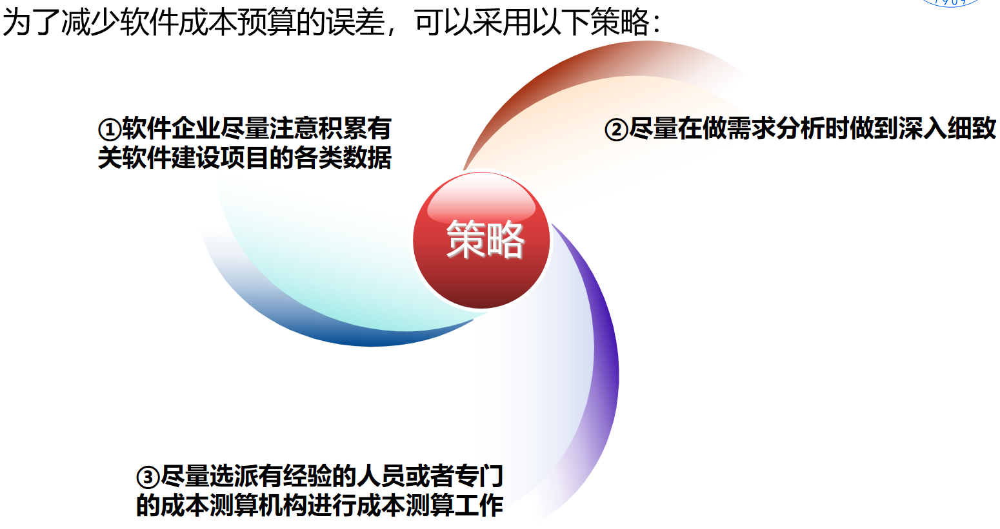 为了减少软件成本预算的误差，可以采用以下策略：
①软件企业尽量注意积累有
关软件建设项目的各类数据
②尽量在做需求分析时做到深入细致
策略
③尽量选派有经验的人员或者专门
的成本测算机构进行成本测算工作